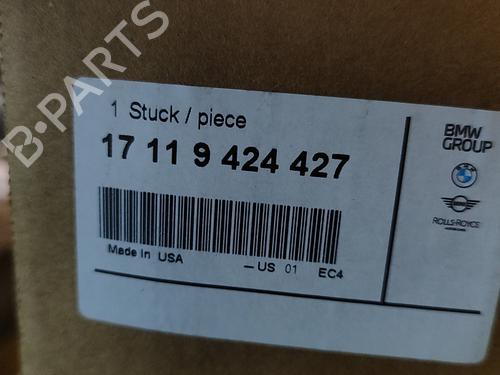 B-PARTS
1 Stuck / piece
17 11 9 424 427
BMW
GROUP
ROLLS-ROYCE
Made In USA
– US 01 EC4